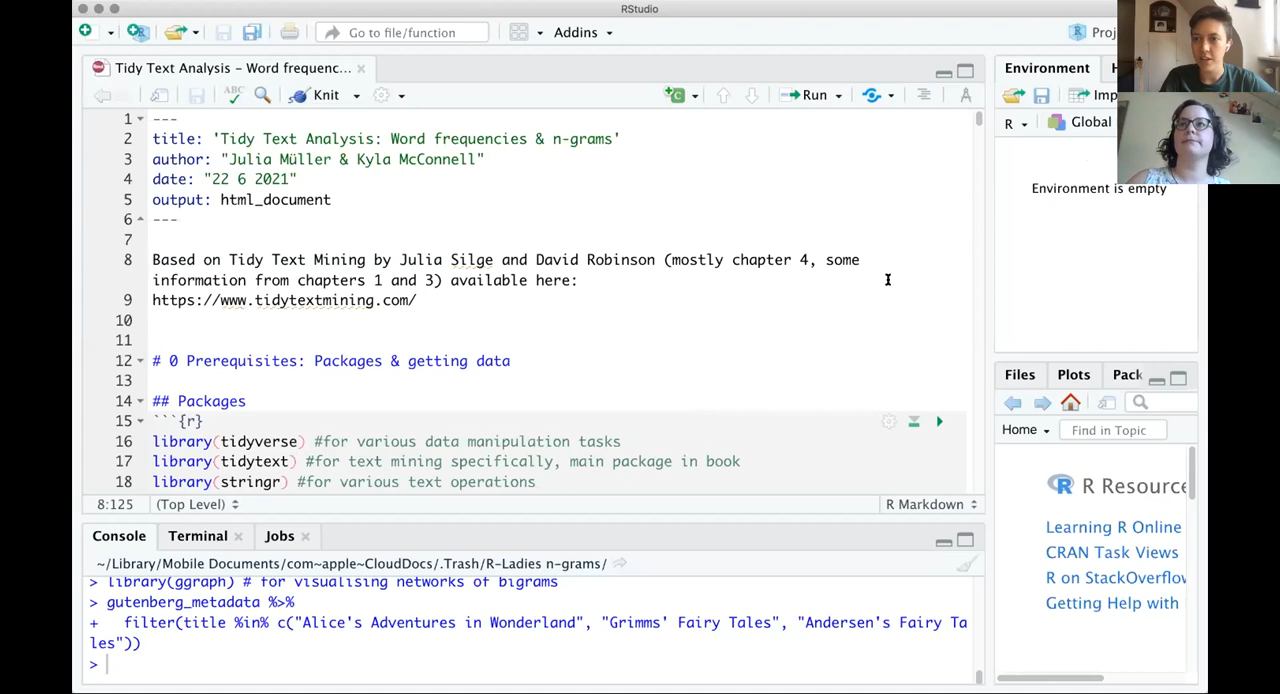 RStudio
Go to file/function
Addins
Proj
Tidy Text Analysis – Word frequenc...
ABC
Knit
Run
1 ---
2 title: 'Tidy Text Analysis: Word frequencies & n-grams'
3 author: "Julia Müller & Kyla McConnell"
4 date: "22 6 2021"
5 output: html_document
6 ---
7
8 Based on Tidy Text Mining by Julia Silge and David Robinson (mostly chapter 4, some
information from chapters 1 and 3) available here:
9 https://www.tidytextmining.com/
10
11
12 # 0 Prerequisites: Packages & getting data
13
14 ## Packages
15 ```{r}
16 library(tidyverse) #for various data manipulation tasks
17 library(tidytext) #for text mining specifically, main package in book
18 library(stringr) #for various text operations
8:125 (Top Level) R Markdown
Console Terminal Jobs
~/Library/Mobile Documents/com~apple~CloudDocs/.Trash/R-Ladies n-grams/
> library(ggraph) # for visualising networks of bigrams
> gutenberg_metadata %>%
+   filter(title %in% c("Alice's Adventures in Wonderland", "Grimms' Fairy Tales", "Andersen's Fairy Ta
les"))
>
Environment H
Imp
R Global
Environment is empty
Files Plots Pack
Home Find in Topic
R Resource
Learning R Online
CRAN Task Views
R on StackOverflow
Getting Help with